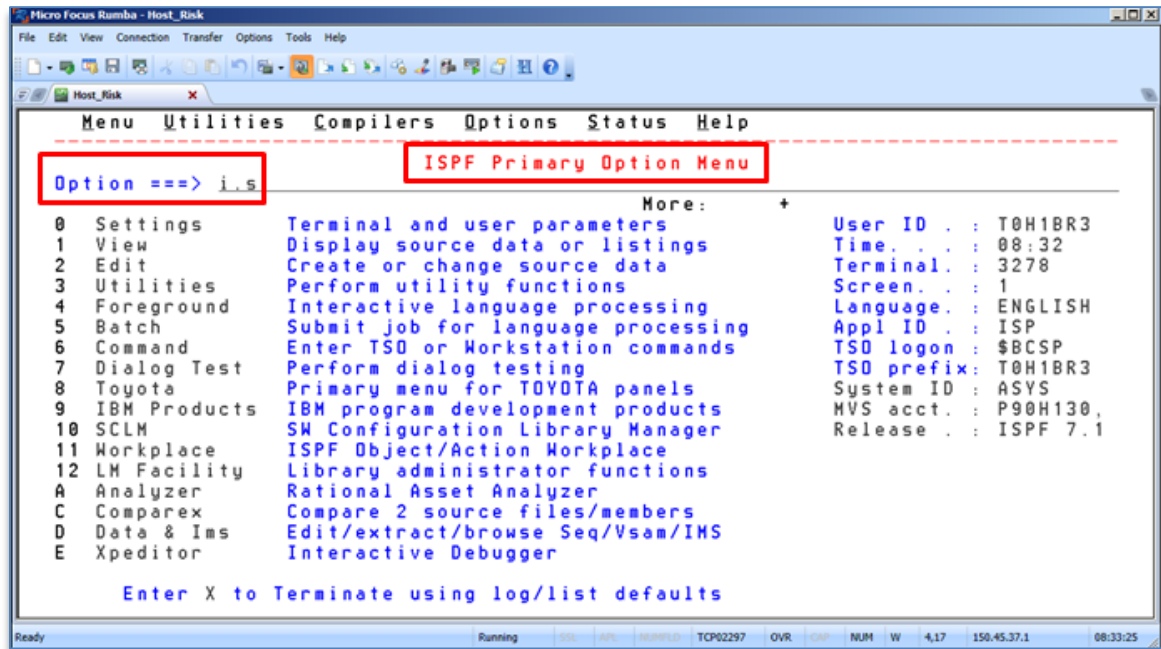 Micro Focus Rumba - Host_Risk
File Edit View Connection Transfer Options Tools Help
Host_Risk
Menu Utilities Compilers Options Status Help
ISPF Primary Option Menu
Option ===> i.s
More: +
0 Settings Terminal and user parameters User ID . : T0H1BR3
1 View Display source data or listings Time. . . : 08:32
2 Edit Create or change source data Terminal. : 3278
3 Utilities Perform utility functions Screen. . : 1
4 Foreground Interactive language processing Language. : ENGLISH
5 Batch Submit job for language processing Appl ID . : ISP
6 Command Enter TSO or Workstation commands TSO logon : $BCSP
7 Dialog Test Perform dialog testing TSO prefix: T0H1BR3
8 Toyota Primary menu for TOYOTA panels System ID : ASYS
9 IBM Products IBM program development products MVS acct. : P90H130,
10 SCLM SW Configuration Library Manager Release . : ISPF 7.1
11 Workplace ISPF Object/Action Workplace
12 LM Facility Library administrator functions
A Analyzer Rational Asset Analyzer
C Comparex Compare 2 source files/members
D Data & Ims Edit/extract/browse Seq/Vsam/IMS
E Xpeditor Interactive Debugger
Enter X to Terminate using log/list defaults
Ready Running SSL APL NUMFLD TCP02297 OVR CAP NUM W 4,17 150.45.37.1 08:33:25